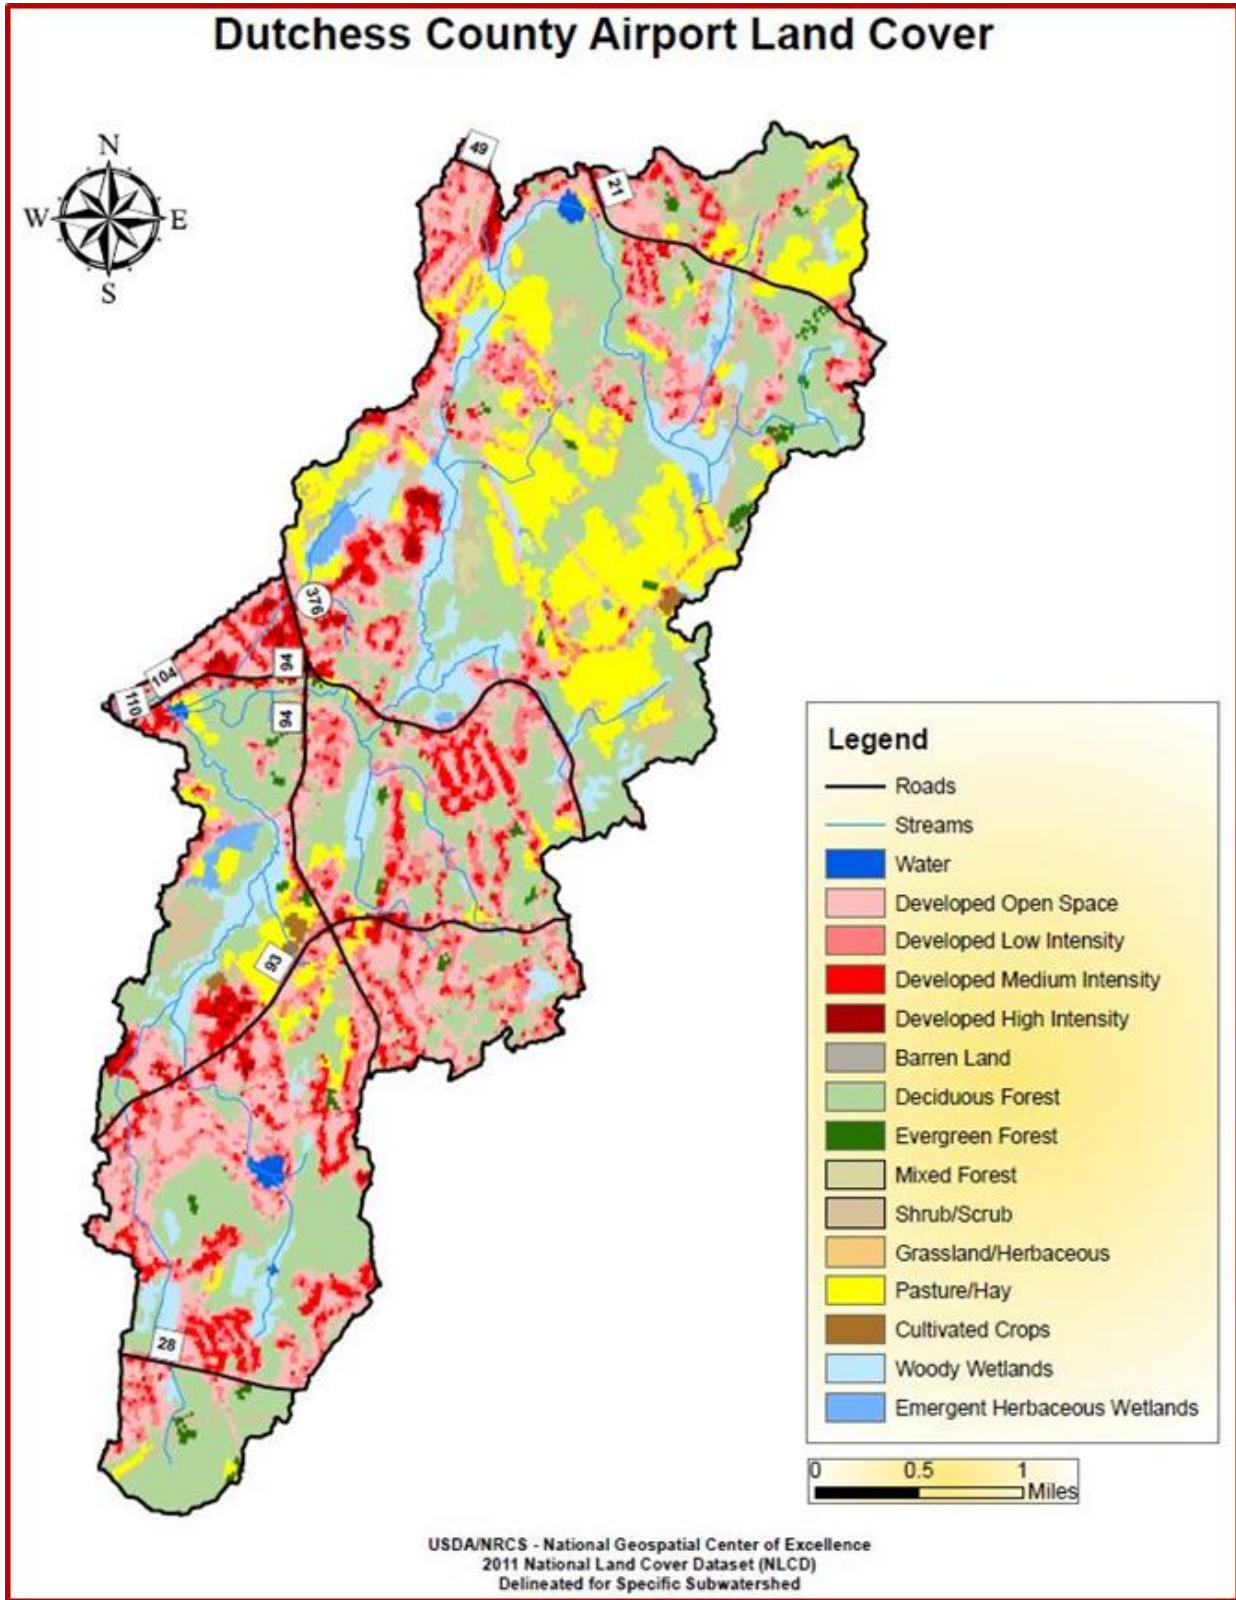 Dutchess County Airport Land Cover
N
W
E
S
49
21
376
94
104
110
94
93
28
Legend
Roads
Streams
Water
Developed Open Space
Developed Low Intensity
Developed Medium Intensity
Developed High Intensity
Barren Land
Deciduous Forest
Evergreen Forest
Mixed Forest
Shrub/Scrub
Grassland/Herbaceous
Pasture/Hay
Cultivated Crops
Woody Wetlands
Emergent Herbaceous Wetlands
0 0.5 1
Miles
USDA/NRCS - National Geospatial Center of Excellence
2011 National Land Cover Dataset (NLCD)
Delineated for Specific Subwatershed